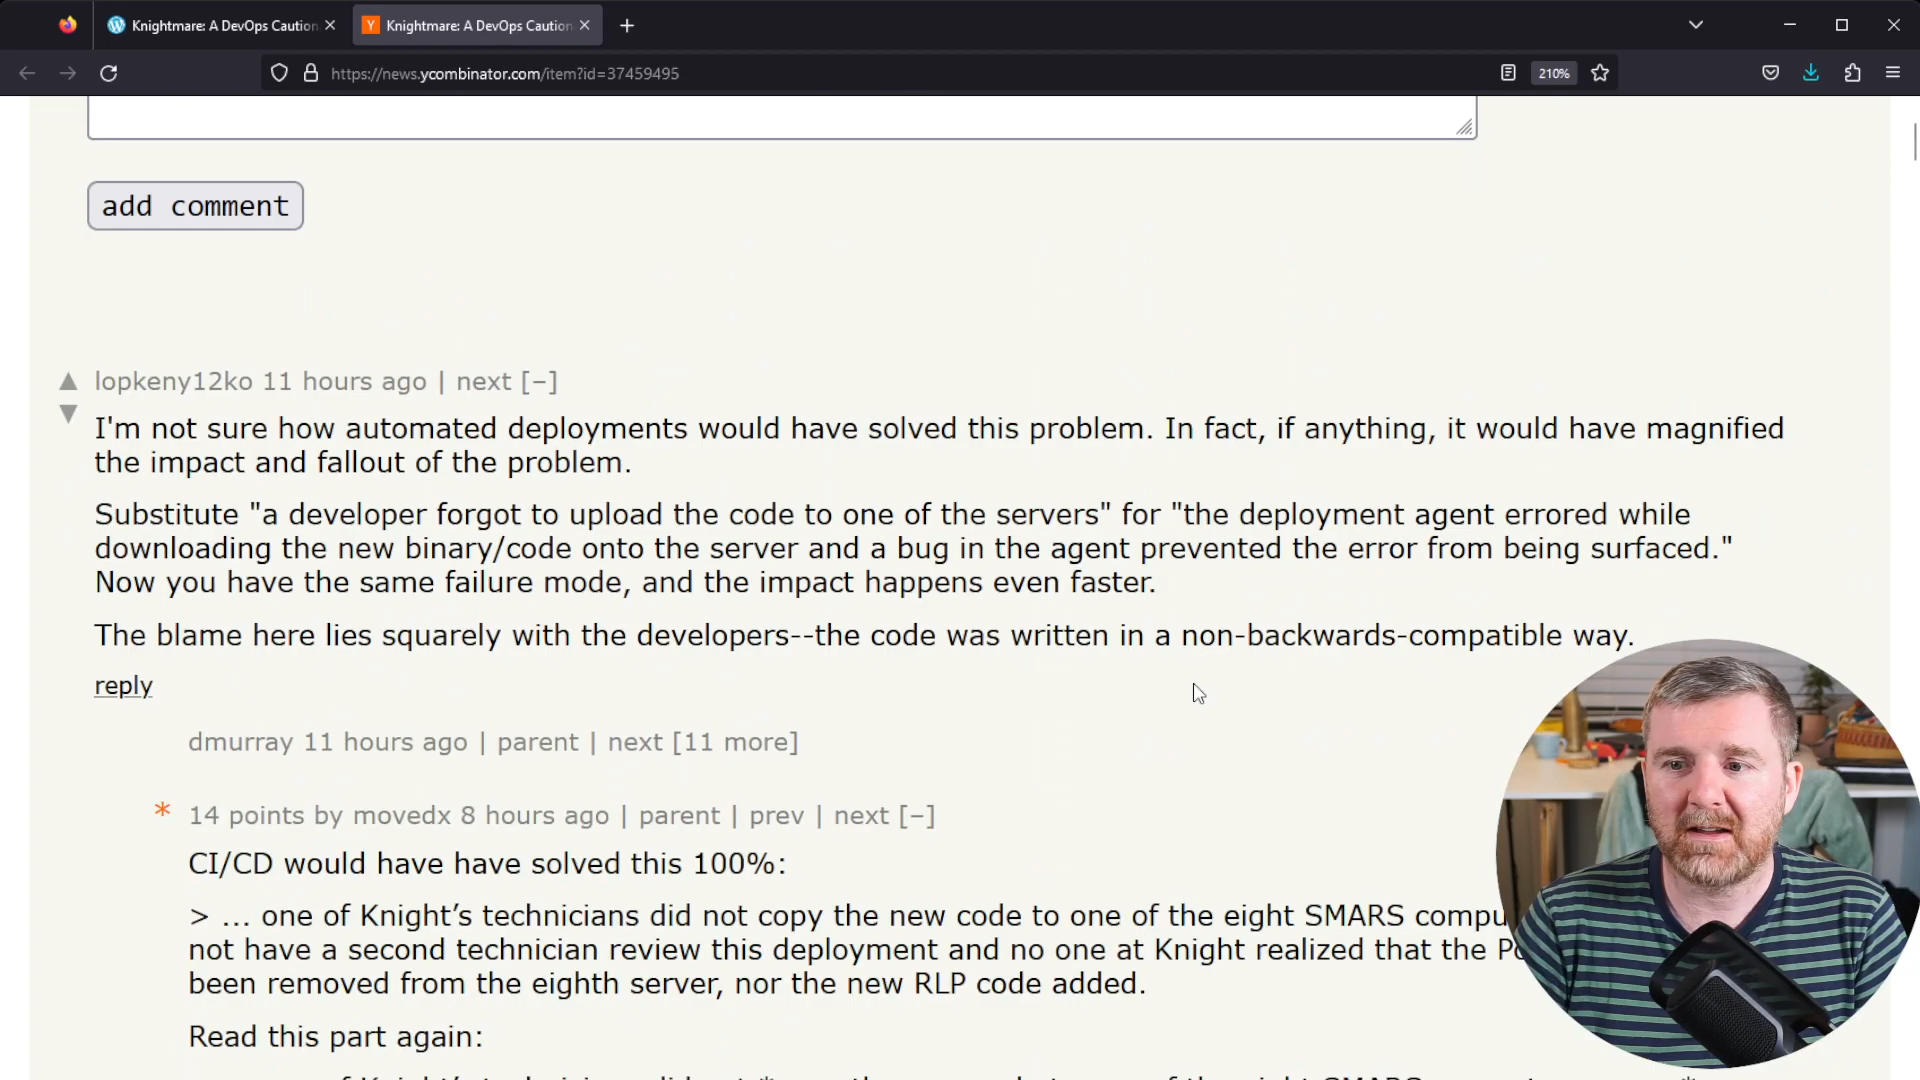 Knightmare: A DevOps Caution
Knightmare: A DevOps Caution
https://news.ycombinator.com/item?id=37459495
210%
add comment
lopkeny12ko 11 hours ago | next [–]
I'm not sure how automated deployments would have solved this problem. In fact, if anything, it would have magnified
the impact and fallout of the problem.
Substitute "a developer forgot to upload the code to one of the servers" for "the deployment agent errored while
downloading the new binary/code onto the server and a bug in the agent prevented the error from being surfaced."
Now you have the same failure mode, and the impact happens even faster.
The blame here lies squarely with the developers--the code was written in a non-backwards-compatible way.
reply
dmurray 11 hours ago | parent | next [11 more]
* 14 points by movedx 8 hours ago | parent | prev | next [–]
CI/CD would have have solved this 100%:
> ... one of Knight’s technicians did not copy the new code to one of the eight SMARS
not have a second technician review this deployment and no one at Knight realized that the
been removed from the eighth server, nor the new RLP code added.
Read this part again: